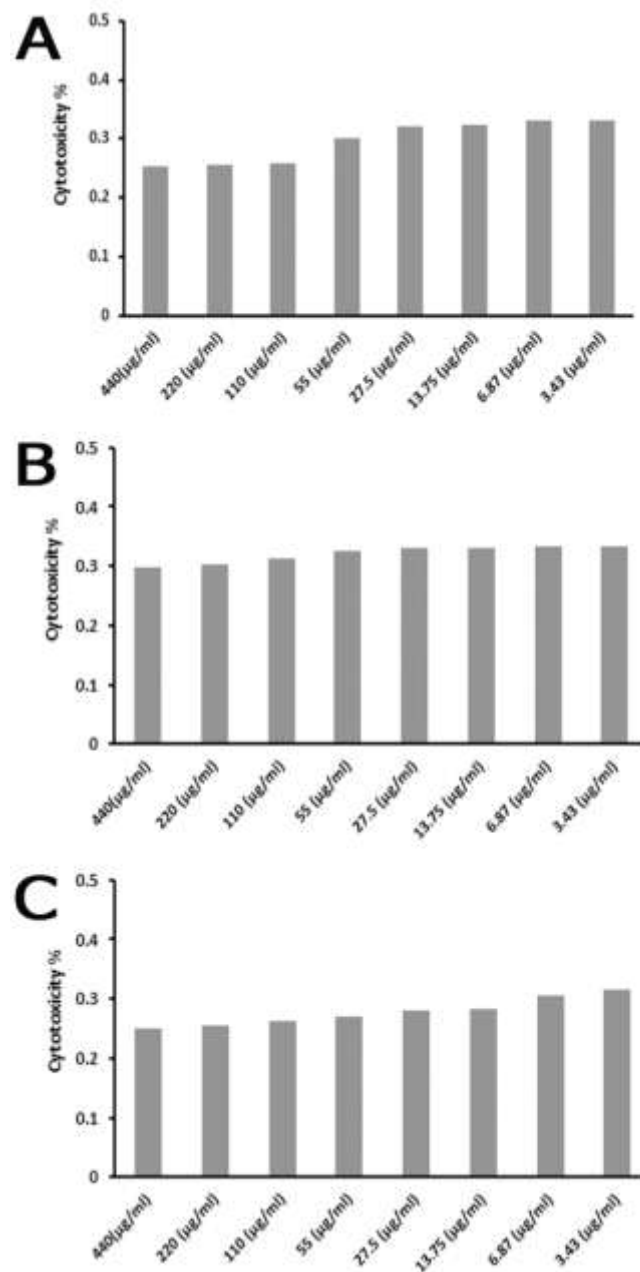 A
Cytotoxicity %
0.5
0.4
0.3
0.2
0.1
0
440(µg/ml)
220 (µg/ml)
110 (µg/ml)
55 (µg/ml)
27.5 (µg/ml)
13.75 (µg/ml)
6.87 (µg/ml)
3.43 (µg/ml)
B
Cytotoxicity %
0.5
0.4
0.3
0.2
0.1
0
440(µg/ml)
220 (µg/ml)
110 (µg/ml)
55 (µg/ml)
27.5 (µg/ml)
13.75 (µg/ml)
6.87 (µg/ml)
3.43 (µg/ml)
C
Cytotoxicity %
0.5
0.4
0.3
0.2
0.1
0
440(µg/ml)
220 (µg/ml)
110 (µg/ml)
55 (µg/ml)
27.5 (µg/ml)
13.75 (µg/ml)
6.87 (µg/ml)
3.43 (µg/ml)